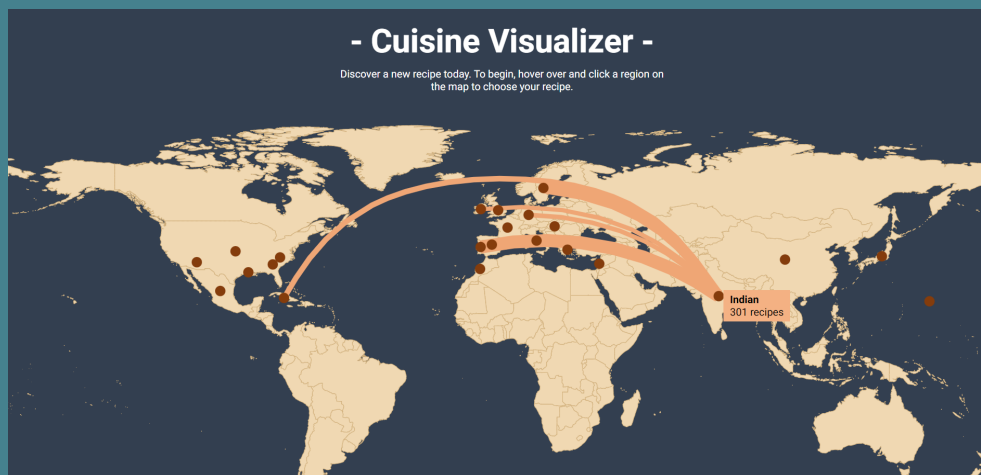 - Cuisine Visualizer -
Discover a new recipe today. To begin, hover over and click a region on
the map to choose your recipe.
Indian
301 recipes